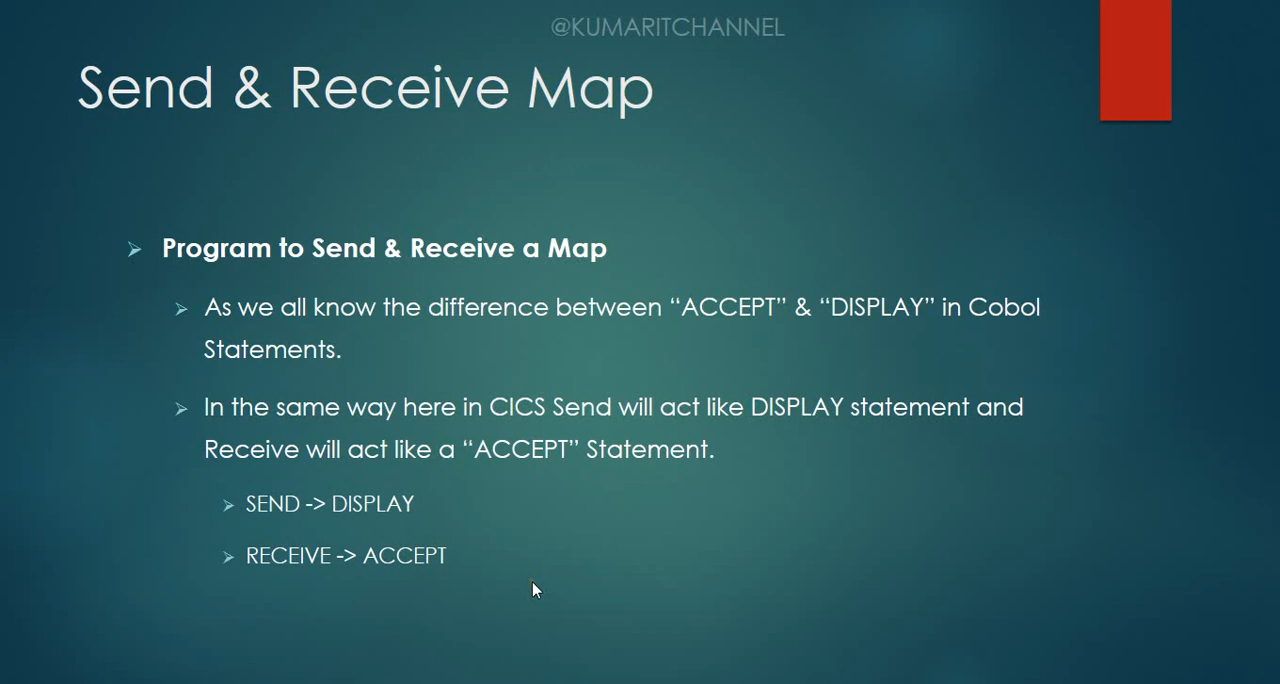 @KUMARITCHANNEL
Send & Receive Map
Program to Send & Receive a Map
As we all know the difference between “ACCEPT” & “DISPLAY” in Cobol
Statements.
In the same way here in CICS Send will act like DISPLAY statement and
Receive will act like a “ACCEPT” Statement.
SEND -> DISPLAY
RECEIVE -> ACCEPT